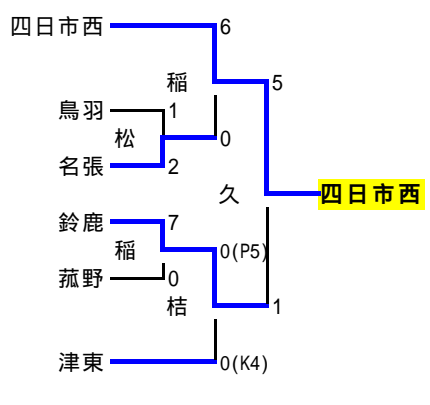 四日市西 6
稲 5
鳥羽 1
松 0
名張 2
久 四日市西
鈴鹿 7
稲 0(P5)
菰野 0
桔 1
津東 0(K4)